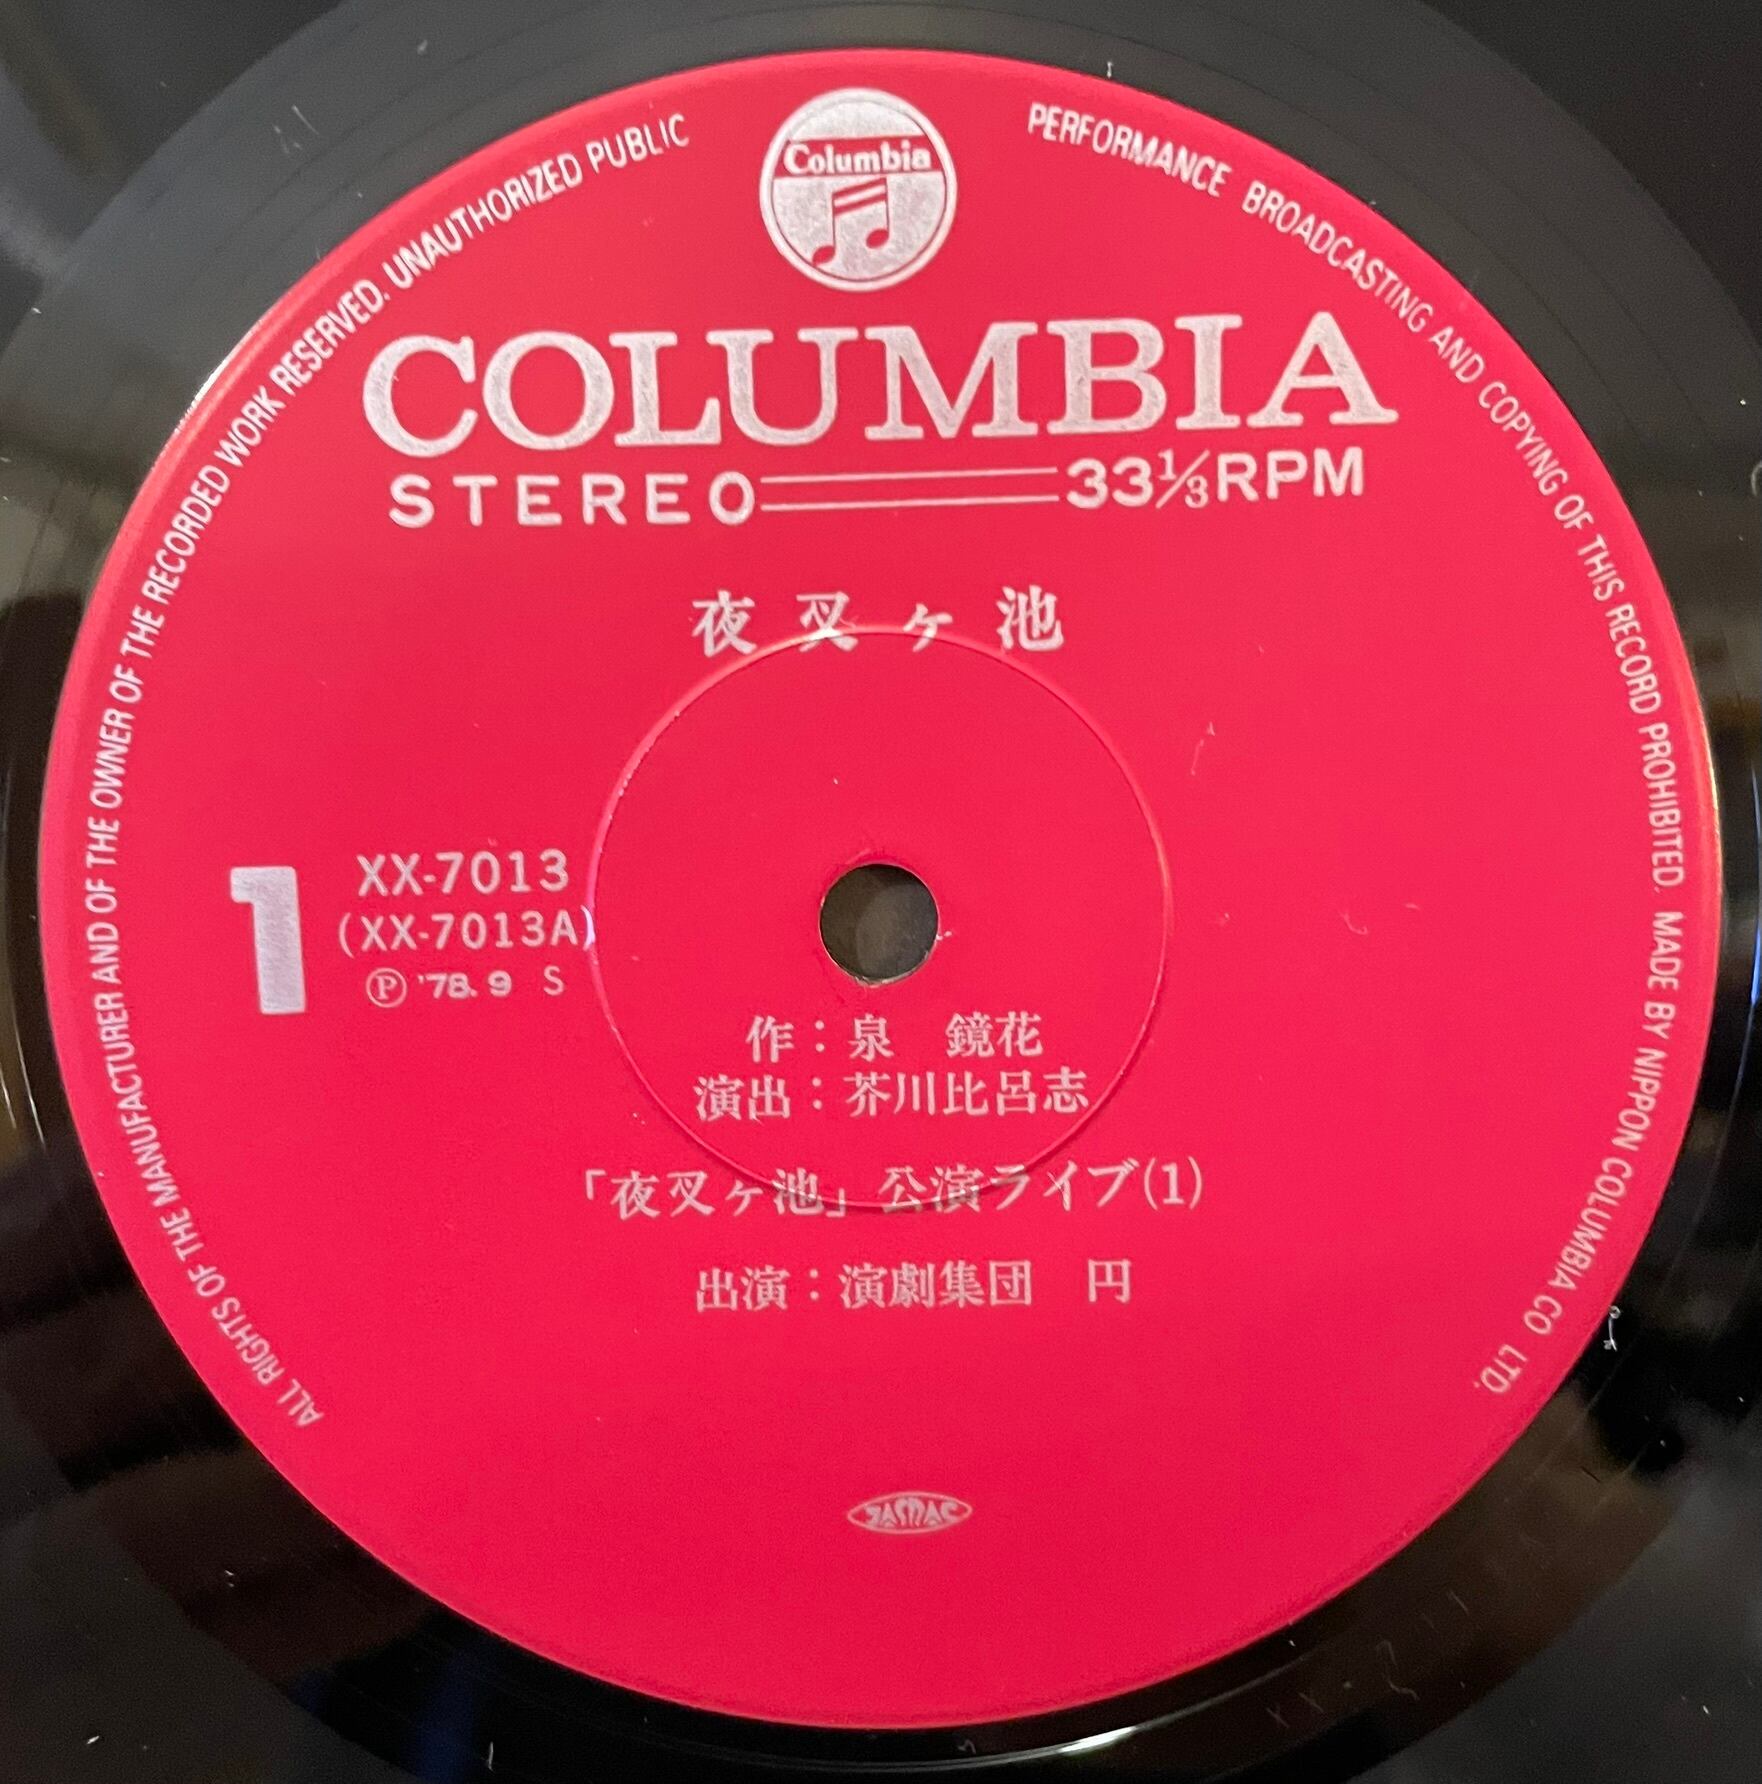 Columbia
ALL RIGHTS OF THE MANUFACTURER AND OF THE OWNER OF THE RECORDED WORK RESERVED. UNAUTHORIZED PUBLIC
PERFORMANCE BROADCASTING AND COPYING OF THIS RECORD PROHIBITED. MADE BY NIPPON COLUMBIA CO LTD.
COLUMBIA
STEREO 33⅓RPM
夜叉ヶ池
1
XX-7013
(XX-7013A)
Ⓟ '78. 9 S
作:泉 鏡花
演出:芥川比呂志
「夜叉ヶ池」公演ライブ(1)
出演:演劇集団 円
JASRAC